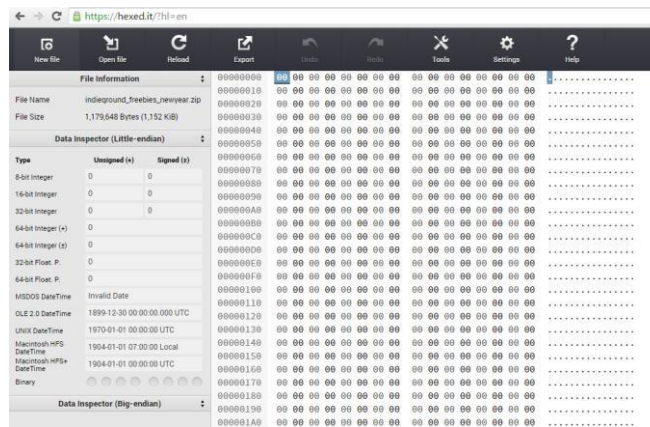 https://hexed.it/?hl=en
New file Open file Reload Export Undo Redo Tools Settings Help
File Information
File Name indieground_freebies_newyear.zip
File Size 1,179,648 Bytes (1,152 KiB)
Data Inspector (Little-endian)
Type Unsigned (+) Signed (±)
8-bit Integer 0 0
16-bit Integer 0 0
32-bit Integer 0 0
64-bit Integer (+) 0
64-bit Integer (±) 0
32-bit Float. P. 0
64-bit Float. P. 0
MSDOS DateTime Invalid Date
OLE 2.0 DateTime 1899-12-30 00:00:00.000 UTC
UNIX DateTime 1970-01-01 00:00:00 UTC
Macintosh HFS DateTime 1904-01-01 07:00:00 Local
Macintosh HFS+ DateTime 1904-01-01 00:00:00 UTC
Binary
Data Inspector (Big-endian)
00000000 00 00 00 00 00 00 00 00 00 00 00 00 00 00 00 00 ................
00000010 00 00 00 00 00 00 00 00 00 00 00 00 00 00 00 00 ................
00000020 00 00 00 00 00 00 00 00 00 00 00 00 00 00 00 00 ................
00000030 00 00 00 00 00 00 00 00 00 00 00 00 00 00 00 00 ................
00000040 00 00 00 00 00 00 00 00 00 00 00 00 00 00 00 00 ................
00000050 00 00 00 00 00 00 00 00 00 00 00 00 00 00 00 00 ................
00000060 00 00 00 00 00 00 00 00 00 00 00 00 00 00 00 00 ................
00000070 00 00 00 00 00 00 00 00 00 00 00 00 00 00 00 00 ................
00000080 00 00 00 00 00 00 00 00 00 00 00 00 00 00 00 00 ................
00000090 00 00 00 00 00 00 00 00 00 00 00 00 00 00 00 00 ................
000000A0 00 00 00 00 00 00 00 00 00 00 00 00 00 00 00 00 ................
000000B0 00 00 00 00 00 00 00 00 00 00 00 00 00 00 00 00 ................
000000C0 00 00 00 00 00 00 00 00 00 00 00 00 00 00 00 00 ................
000000D0 00 00 00 00 00 00 00 00 00 00 00 00 00 00 00 00 ................
000000E0 00 00 00 00 00 00 00 00 00 00 00 00 00 00 00 00 ................
000000F0 00 00 00 00 00 00 00 00 00 00 00 00 00 00 00 00 ................
00000100 00 00 00 00 00 00 00 00 00 00 00 00 00 00 00 00 ................
00000110 00 00 00 00 00 00 00 00 00 00 00 00 00 00 00 00 ................
00000120 00 00 00 00 00 00 00 00 00 00 00 00 00 00 00 00 ................
00000130 00 00 00 00 00 00 00 00 00 00 00 00 00 00 00 00 ................
00000140 00 00 00 00 00 00 00 00 00 00 00 00 00 00 00 00 ................
00000150 00 00 00 00 00 00 00 00 00 00 00 00 00 00 00 00 ................
00000160 00 00 00 00 00 00 00 00 00 00 00 00 00 00 00 00 ................
00000170 00 00 00 00 00 00 00 00 00 00 00 00 00 00 00 00 ................
00000180 00 00 00 00 00 00 00 00 00 00 00 00 00 00 00 00 ................
00000190 00 00 00 00 00 00 00 00 00 00 00 00 00 00 00 00 ................
000001A0 00 00 00 00 00 00 00 00 00 00 00 00 00 00 00 00 ................